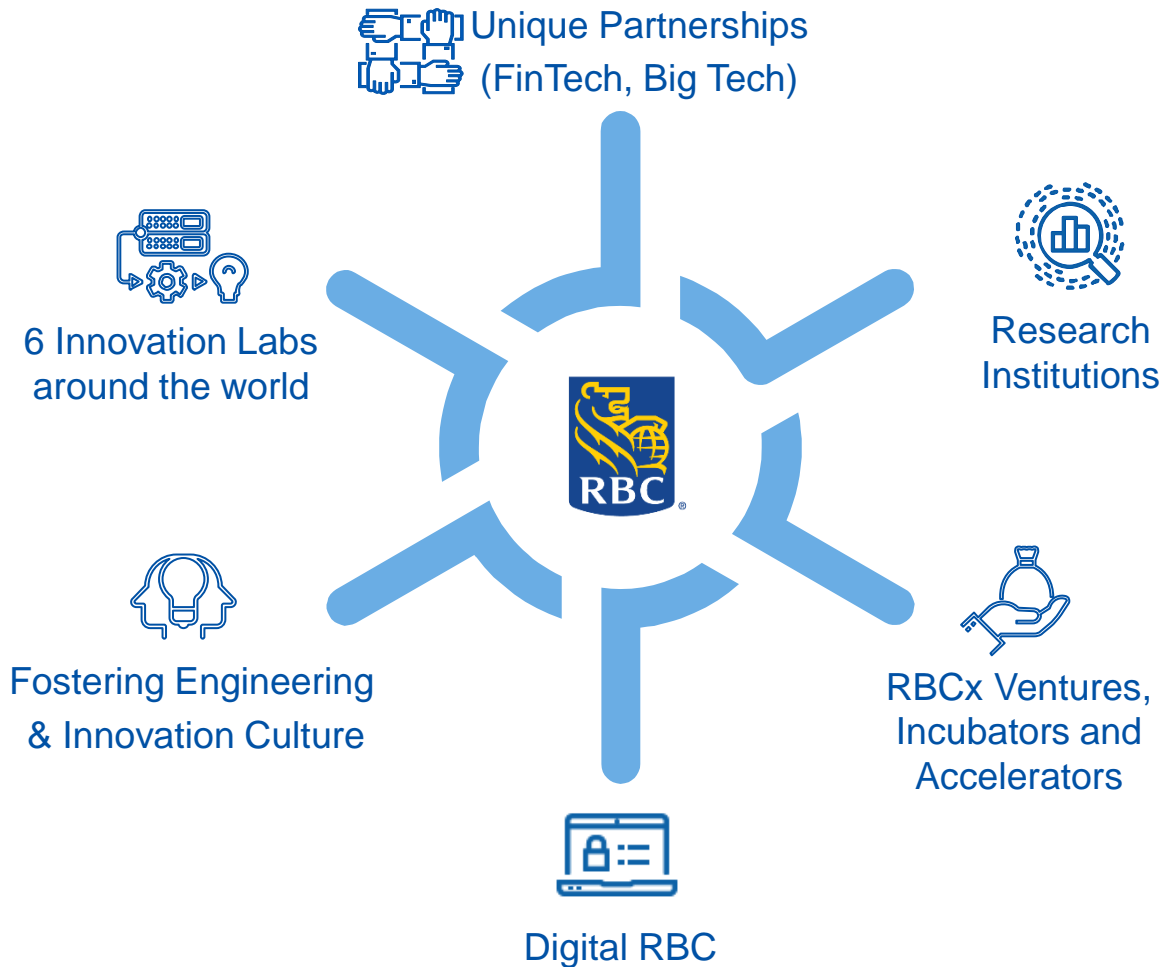 Unique Partnerships
(FinTech, Big Tech)
6 Innovation Labs
around the world
Research
Institutions
RBC
®
Fostering Engineering
& Innovation Culture
RBCx Ventures,
Incubators and
Accelerators
Digital RBC